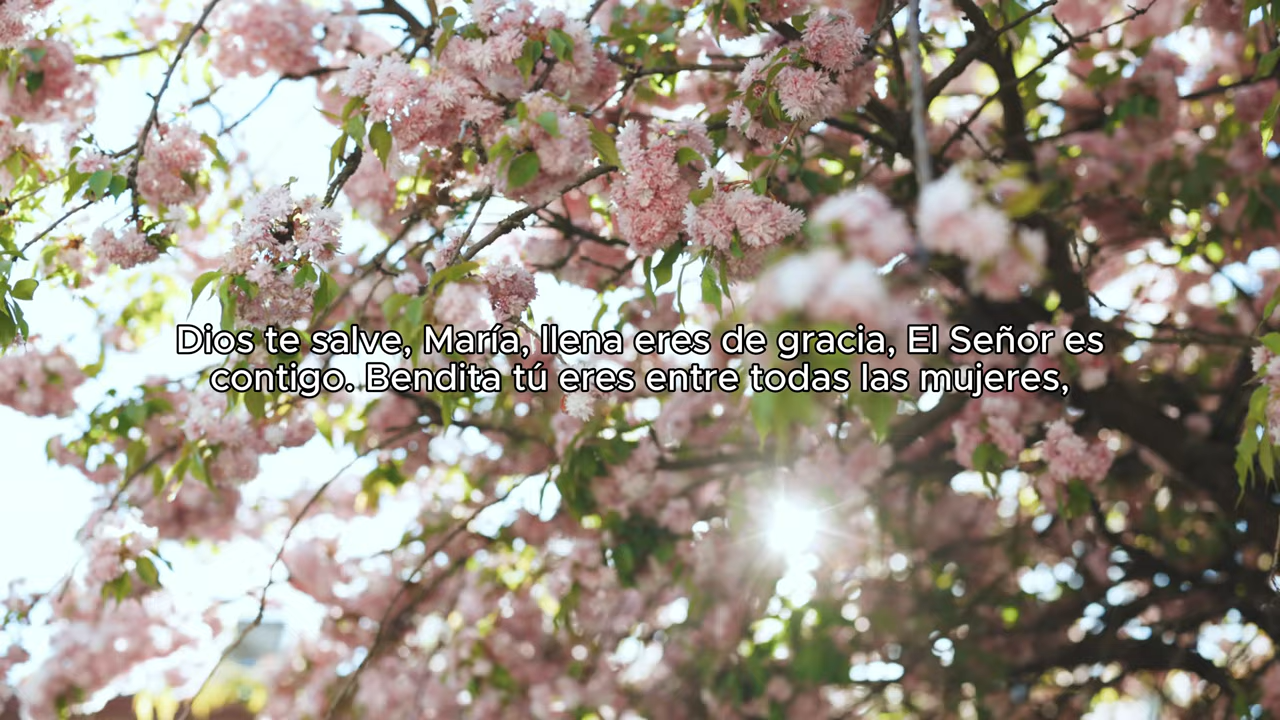 Dios te salve, María, llena eres de gracia, El Señor es
contigo. Bendita tú eres entre todas las mujeres,